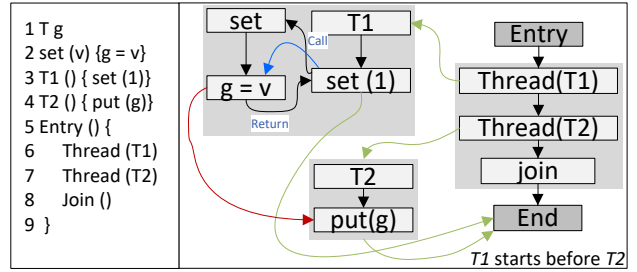 1 T g
2 set (v) {g = v}
3 T1 () { set (1)}
4 T2 () { put (g)}
5 Entry () {
6 Thread (T1)
7 Thread (T2)
8 Join ()
9 }
set
T1
Call
g = v
set (1)
Return
T2
put(g)
Entry
Thread(T1)
Thread(T2)
join
End
T1 starts before T2